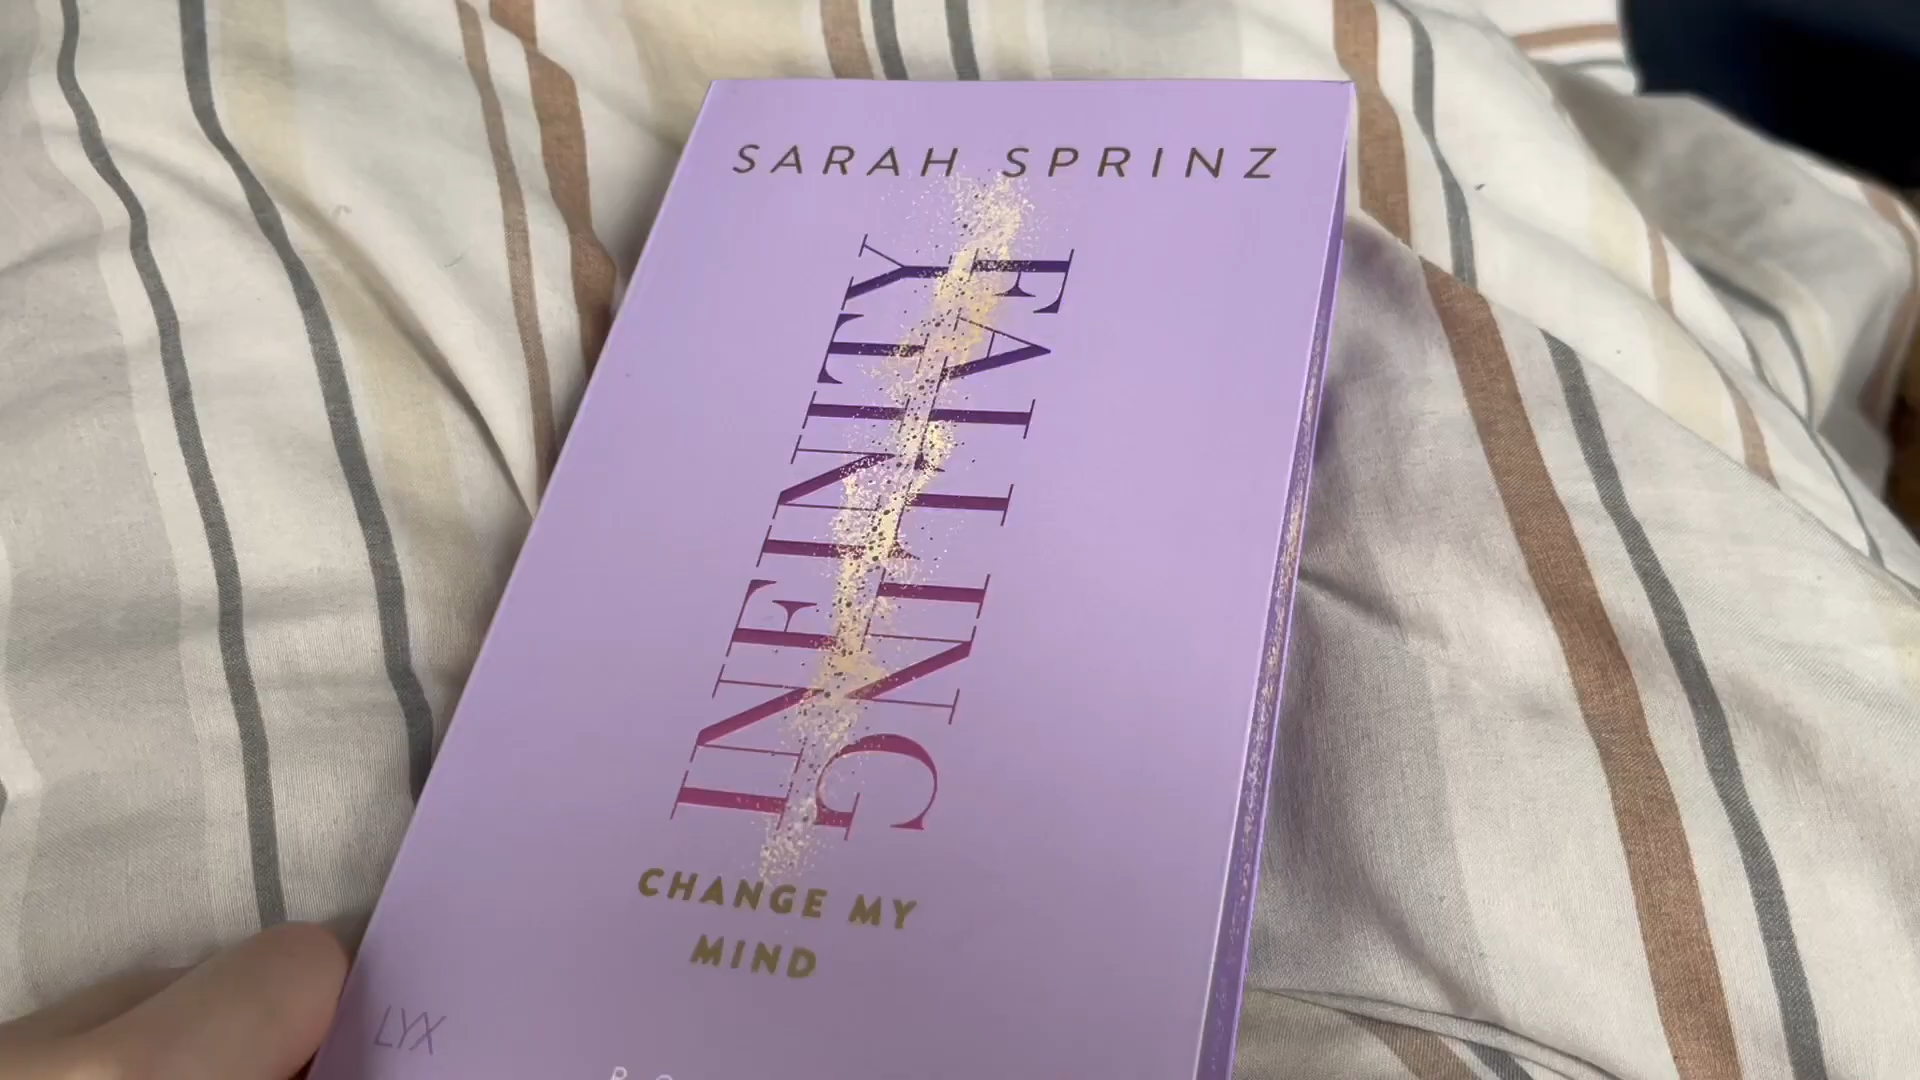 SARAH SPRINZ
INFINITY
FALLING
CHANGE MY
MIND
LYX